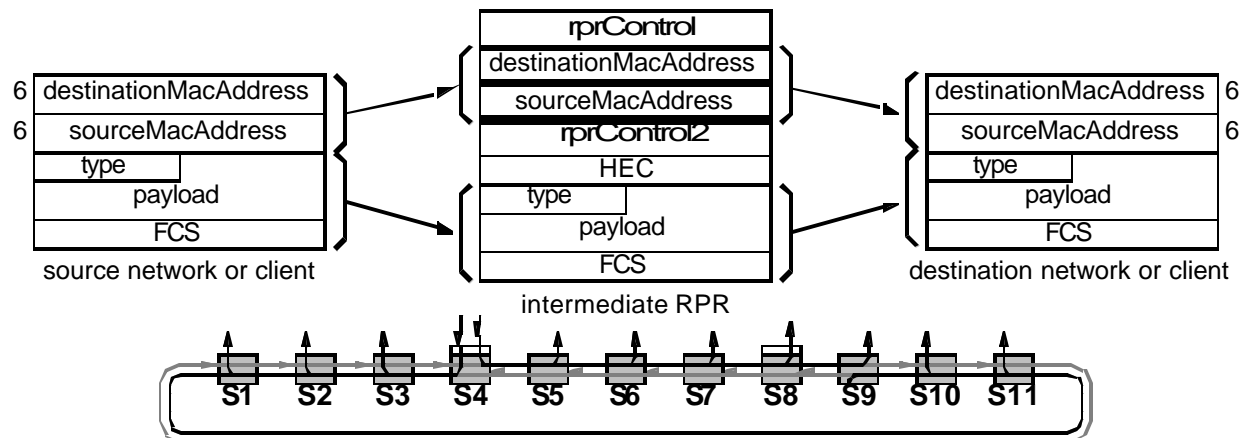 6 destinationMacAddress
6 sourceMacAddress
type
payload
FCS
source network or client
rprControl
destinationMacAddress
sourceMacAddress
rprControl2
HEC
type
payload
FCS
intermediate RPR
destinationMacAddress 6
sourceMacAddress 6
type
payload
FCS
destination network or client
S1 S2 S3 S4 S5 S6 S7 S8 S9 S10 S11